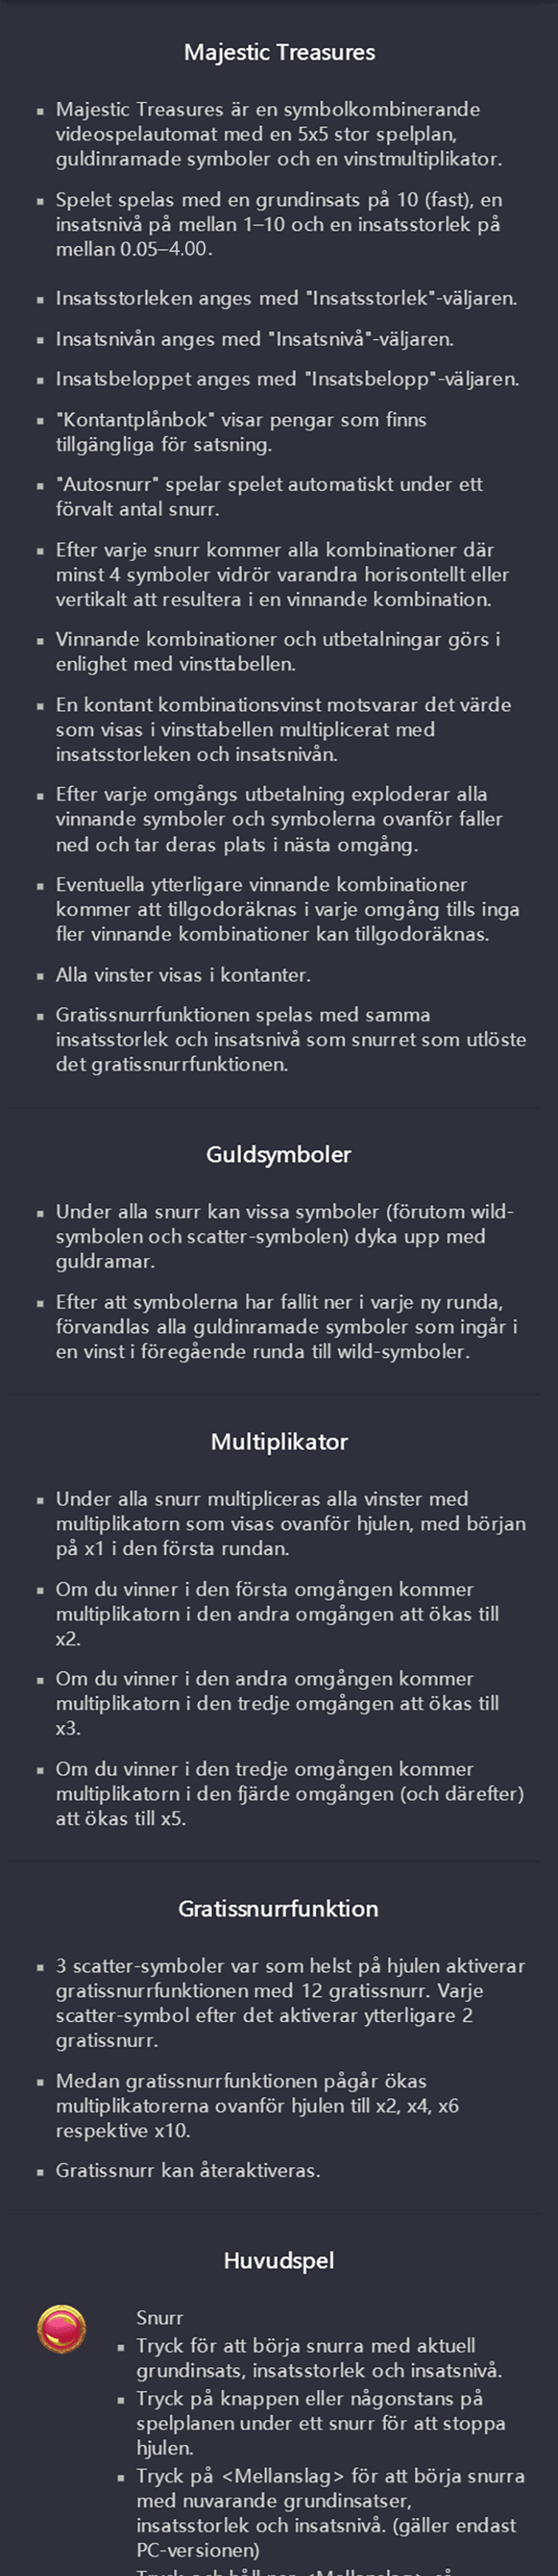 Majestic Treasures
▪ Majestic Treasures är en symbolkombinerande
videospelautomat med en 5x5 stor spelplan,
guldinramade symboler och en vinstmultiplikator.
▪ Spelet spelas med en grundinsats på 10 (fast), en
insatsnivå på mellan 1–10 och en insatsstorlek på
mellan 0.05–4.00.
▪ Insatsstorleken anges med "Insatsstorlek"-väljaren.
▪ Insatsnivån anges med "Insatsnivå"-väljaren.
▪ Insatsbeloppet anges med "Insatsbelopp"-väljaren.
▪ "Kontantplånbok" visar pengar som finns
tillgängliga för satsning.
▪ "Autosnurr" spelar spelet automatiskt under ett
förvalt antal snurr.
▪ Efter varje snurr kommer alla kombinationer där
minst 4 symboler vidrör varandra horisontellt eller
vertikalt att resultera i en vinnande kombination.
▪ Vinnande kombinationer och utbetalningar görs i
enlighet med vinsttabellen.
▪ En kontant kombinationsvinst motsvarar det värde
som visas i vinsttabellen multiplicerat med
insatsstorleken och insatsnivån.
▪ Efter varje omgångs utbetalning exploderar alla
vinnande symboler och symbolerna ovanför faller
ned och tar deras plats i nästa omgång.
▪ Eventuella ytterligare vinnande kombinationer
kommer att tillgodoräknas i varje omgång tills inga
fler vinnande kombinationer kan tillgodoräknas.
▪ Alla vinster visas i kontanter.
▪ Gratissnurrfunktionen spelas med samma
insatsstorlek och insatsnivå som snurret som utlöste
det gratissnurrfunktionen.
Guldsymboler
▪ Under alla snurr kan vissa symboler (förutom wild-
symbolen och scatter-symbolen) dyka upp med
guldramar.
▪ Efter att symbolerna har fallit ner i varje ny runda,
förvandlas alla guldinramade symboler som ingår i
en vinst i föregående runda till wild-symboler.
Multiplikator
▪ Under alla snurr multipliceras alla vinster med
multiplikatorn som visas ovanför hjulen, med början
på x1 i den första rundan.
▪ Om du vinner i den första omgången kommer
multiplikatorn i den andra omgången att ökas till
x2.
▪ Om du vinner i den andra omgången kommer
multiplikatorn i den tredje omgången att ökas till
x3.
▪ Om du vinner i den tredje omgången kommer
multiplikatorn i den fjärde omgången (och därefter)
att ökas till x5.
Gratissnurrfunktion
▪ 3 scatter-symboler var som helst på hjulen aktiverar
gratissnurrfunktionen med 12 gratissnurr. Varje
scatter-symbol efter det aktiverar ytterligare 2
gratissnurr.
▪ Medan gratissnurrfunktionen pågår ökas
multiplikatorerna ovanför hjulen till x2, x4, x6
respektive x10.
▪ Gratissnurr kan återaktiveras.
Huvudspel
Snurr
▪ Tryck för att börja snurra med aktuell
grundinsats, insatsstorlek och insatsnivå.
▪ Tryck på knappen eller någonstans på
spelplanen under ett snurr för att stoppa
hjulen.
▪ Tryck på <Mellanslag> för att börja snurra
med nuvarande grundinsatser,
insatsstorlek och insatsnivå. (gäller endast
PC-versionen)